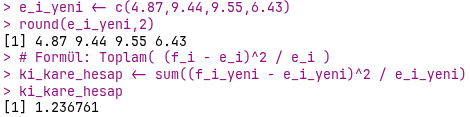 > e_i_yeni <- c(4.87,9.44,9.55,6.43)
> round(e_i_yeni,2)
[1] 4.87 9.44 9.55 6.43
> # Formül: Toplam( (f_i - e_i)^2 / e_i )
> ki_kare_hesap <- sum((f_i_yeni - e_i_yeni)^2 / e_i_yeni)
> ki_kare_hesap
[1] 1.236761